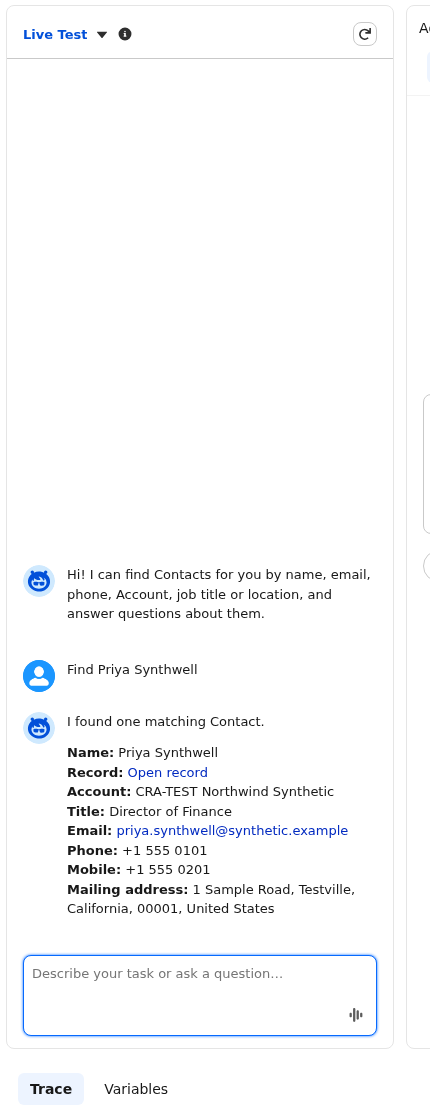 Live Test
Hi! I can find Contacts for you by name, email,
phone, Account, job title or location, and
answer questions about them.
Find Priya Synthwell
I found one matching Contact.
Name: Priya Synthwell
Record: Open record
Account: CRA-TEST Northwind Synthetic
Title: Director of Finance
Email: priya.synthwell@synthetic.example
Phone: +1 555 0101
Mobile: +1 555 0201
Mailing address: 1 Sample Road, Testville,
California, 00001, United States
Describe your task or ask a question...
Trace
Variables